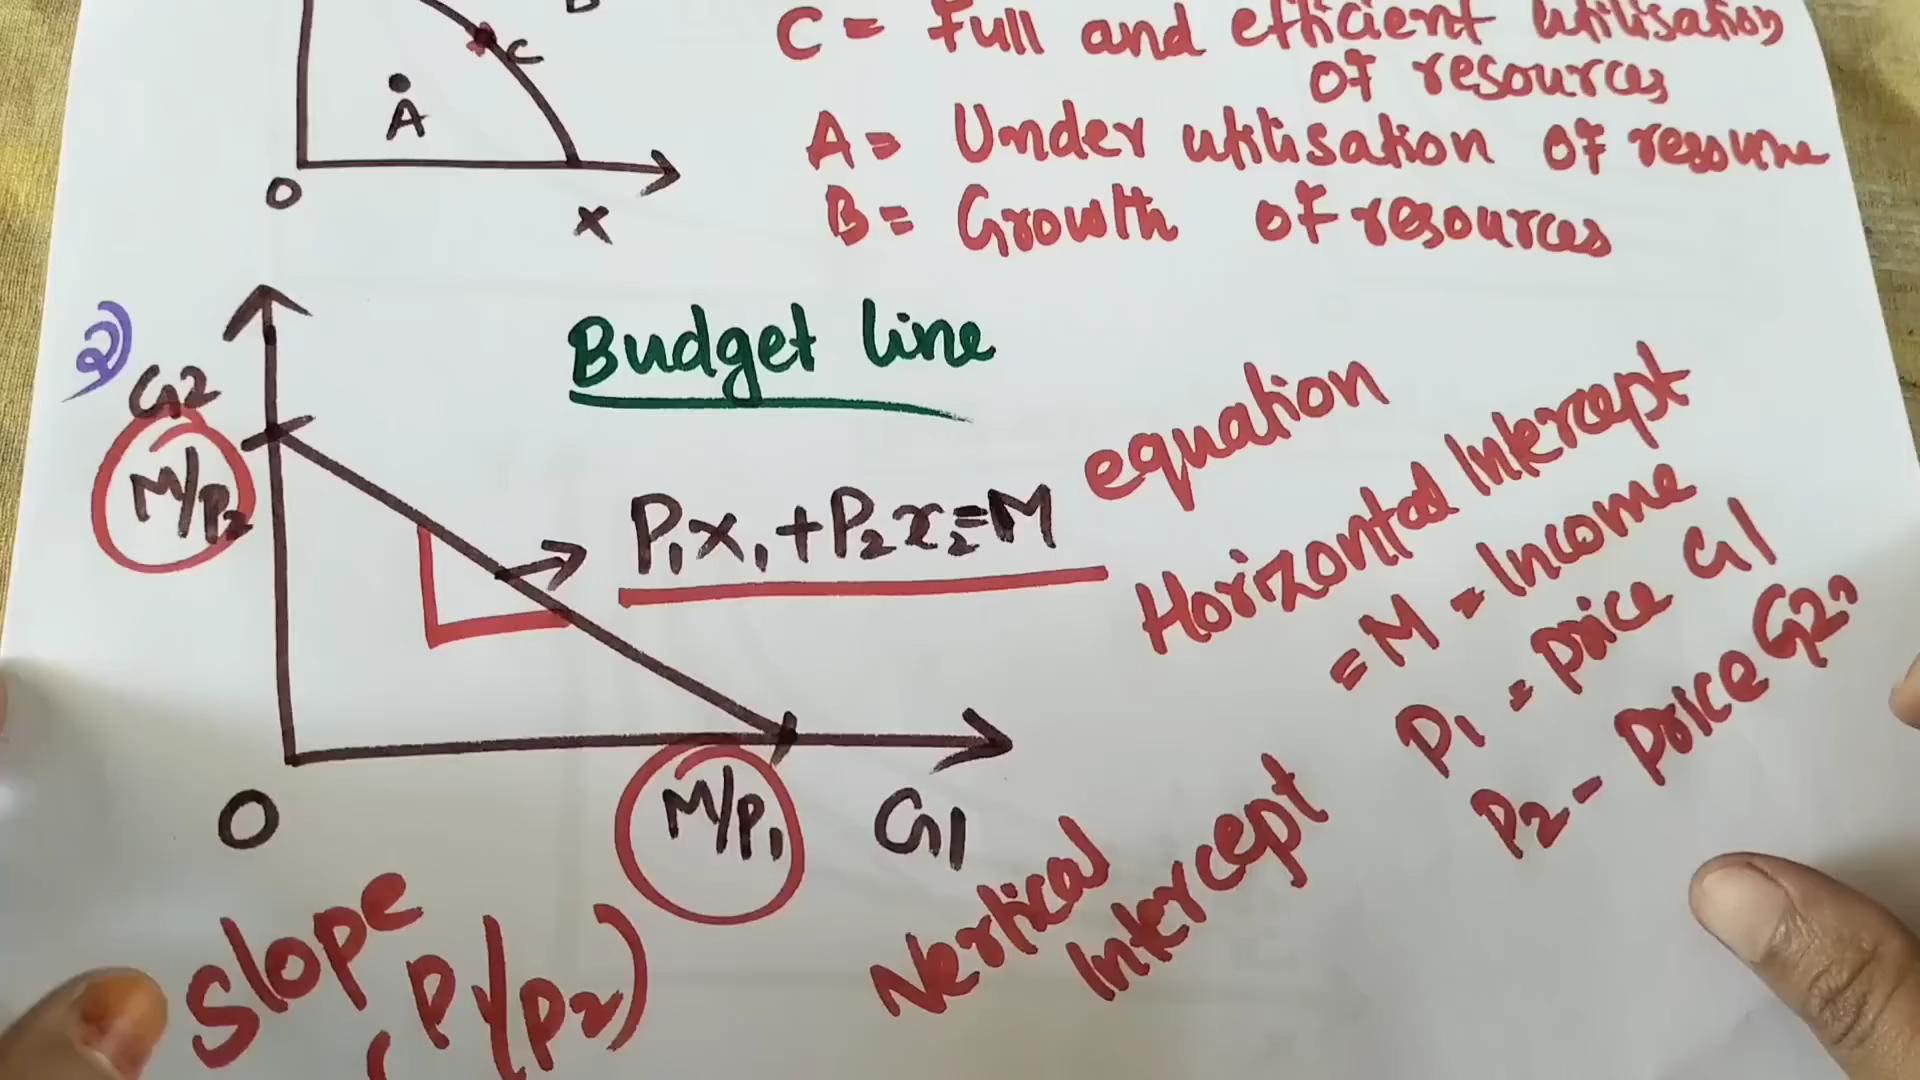 C = Full and efficient utilisation
of resources
C
A
A = Under utilisation of resource
O
X
B = Growth of resources
2)
Budget line
G2
M/P2
P1x1+P2x2=M
equation
Horizontal Intercept
= M = Income
P1 = price G1
P2 - price G2
O
M/P1
G1
Vertical
Intercept
Slope
(P1/P2)